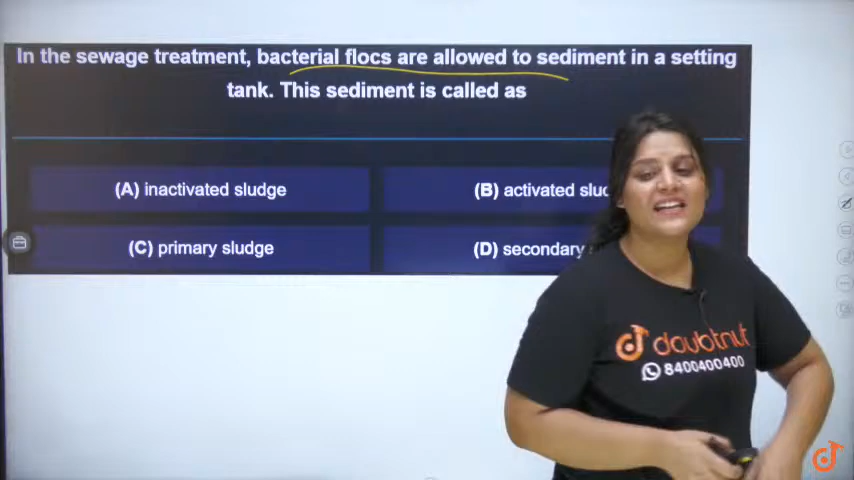 In the sewage treatment, bacterial flocs are allowed to sediment in a setting
tank. This sediment is called as
(A) inactivated sludge
(B) activated
(C) primary sludge
(D) secondary
doubtnut
8400400400